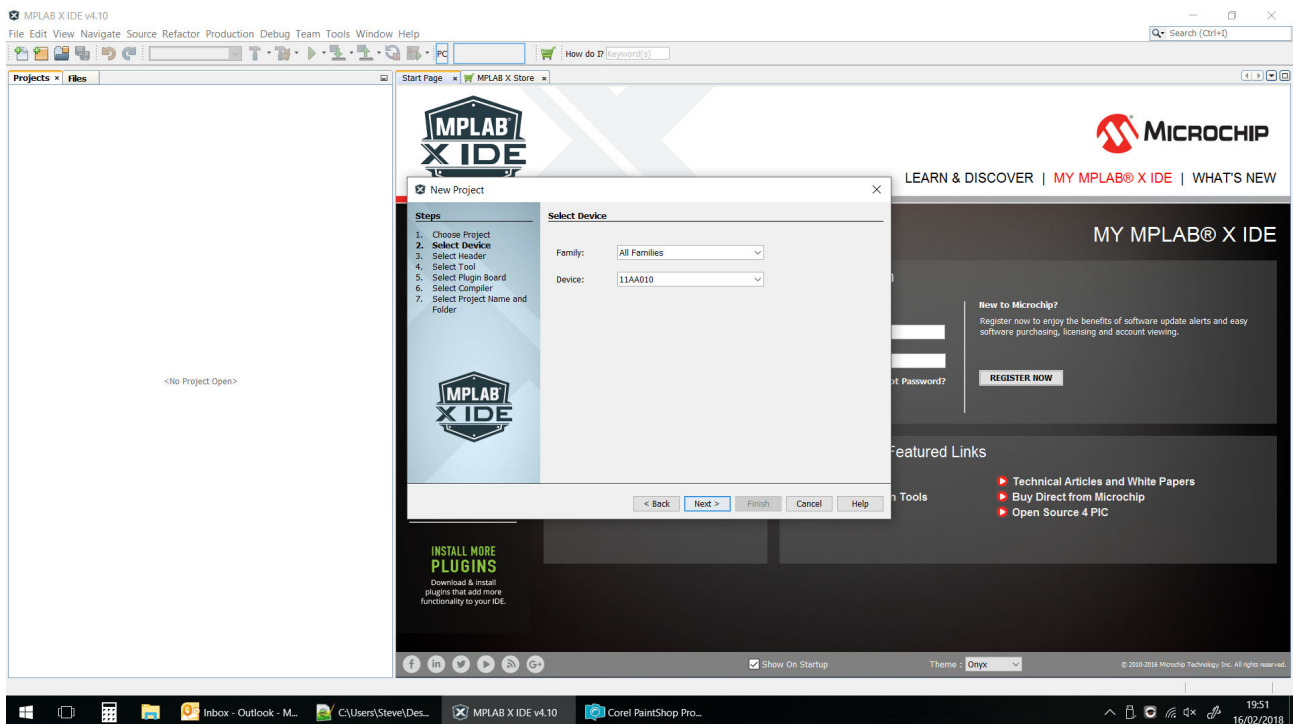 MPLAB X IDE v4.10
File Edit View Navigate Source Refactor Production Debug Team Tools Window Help
Search (Ctrl+I)
PC
How do I? Keyword(s)
Projects Files
Start Page MPLAB X Store
MPLAB
X IDE
MICROCHIP
LEARN & DISCOVER | MY MPLAB® X IDE | WHAT'S NEW
New Project
Steps
1. Choose Project
2. Select Device
3. Select Header
4. Select Tool
5. Select Plugin Board
6. Select Compiler
7. Select Project Name and
Folder
MPLAB
X IDE
Select Device
Family: All Families
Device: 11AA010
< Back Next > Finish Cancel Help
MY MPLAB® X IDE
New to Microchip?
Register now to enjoy the benefits of software update alerts and easy
software purchasing, licensing and account viewing.
Password?
REGISTER NOW
<No Project Open>
Featured Links
Tools
Technical Articles and White Papers
Buy Direct from Microchip
Open Source 4 PIC
INSTALL MORE
PLUGINS
Download & install
plugins that add more
functionality to your IDE.
Show On Startup
Theme : Onyx
© 2010-2016 Microchip Technology Inc. All rights reserved.
Inbox - Outlook - M...
C:\Users\Steve\Des...
MPLAB X IDE v4.10
Corel PaintShop Pro...
19:51
16/02/2018